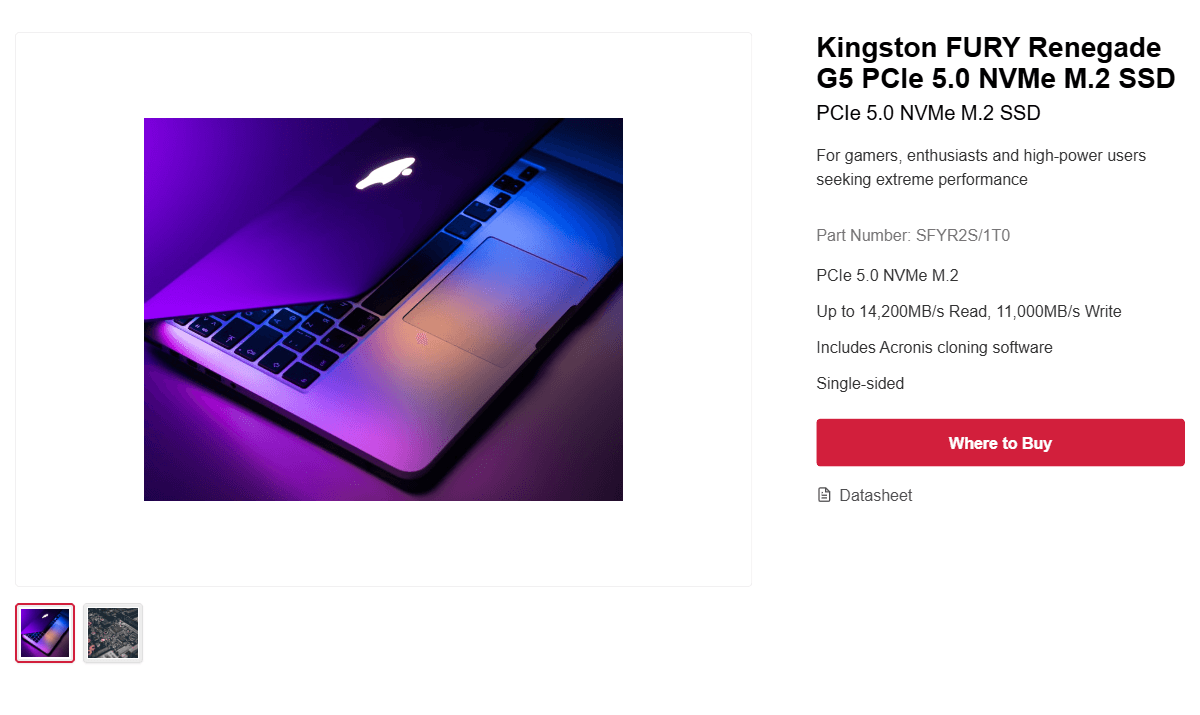 Kingston FURY Renegade
G5 PCIe 5.0 NVMe M.2 SSD
PCIe 5.0 NVMe M.2 SSD
For gamers, enthusiasts and high-power users
seeking extreme performance
Part Number: SFYR2S/1T0
PCIe 5.0 NVMe M.2
Up to 14,200MB/s Read, 11,000MB/s Write
Includes Acronis cloning software
Single-sided
Where to Buy
Datasheet